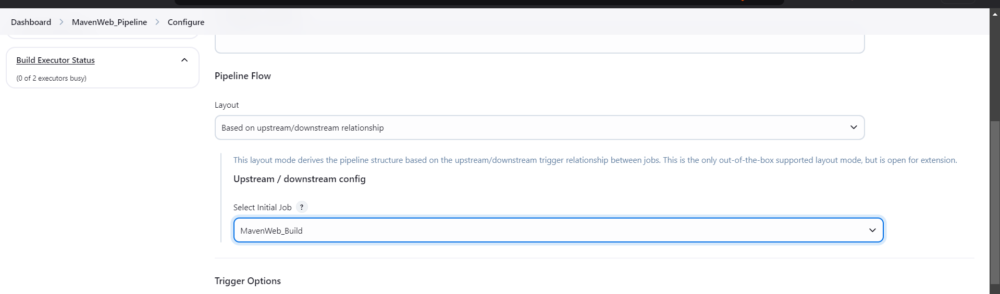 Dashboard > MavenWeb_Pipeline > Configure
Build Executor Status
(0 of 2 executors busy)
Pipeline Flow
Layout
Based on upstream/downstream relationship
This layout mode derives the pipeline structure based on the upstream/downstream trigger relationship between jobs. This is the only out-of-the-box supported layout mode, but is open for extension.
Upstream / downstream config
Select Initial Job ?
MavenWeb_Build
Trigger Options